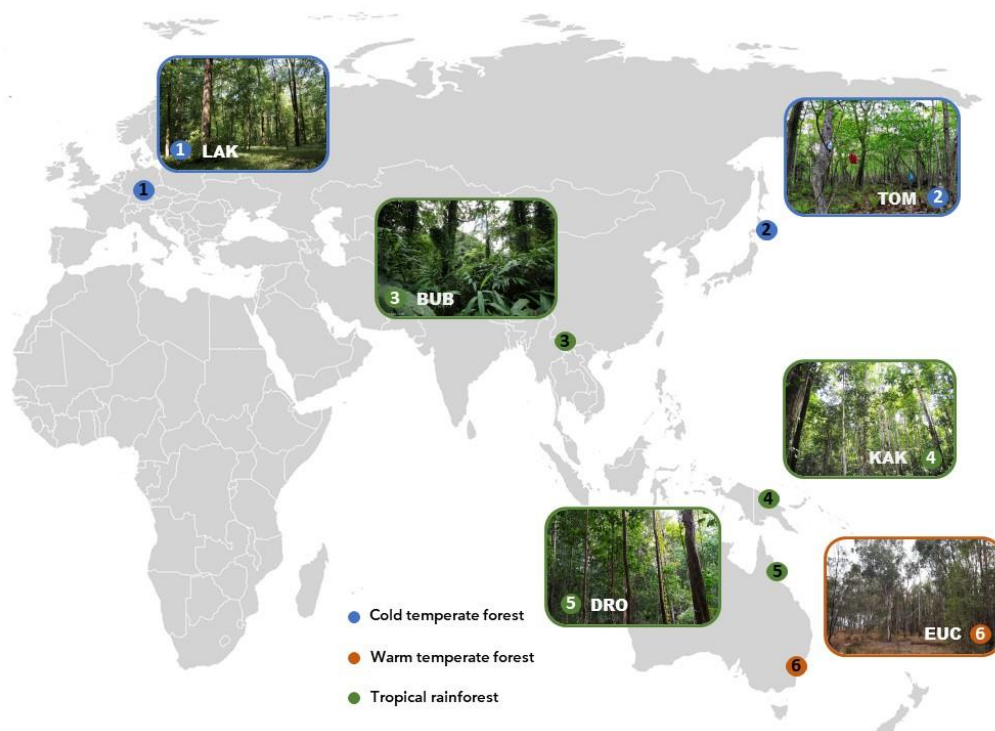 1 LAK
1
TOM 2
2
3 BUB
3
KAK 4
4
5 DRO
5
EUC 6
6
Cold temperate forest
Warm temperate forest
Tropical rainforest